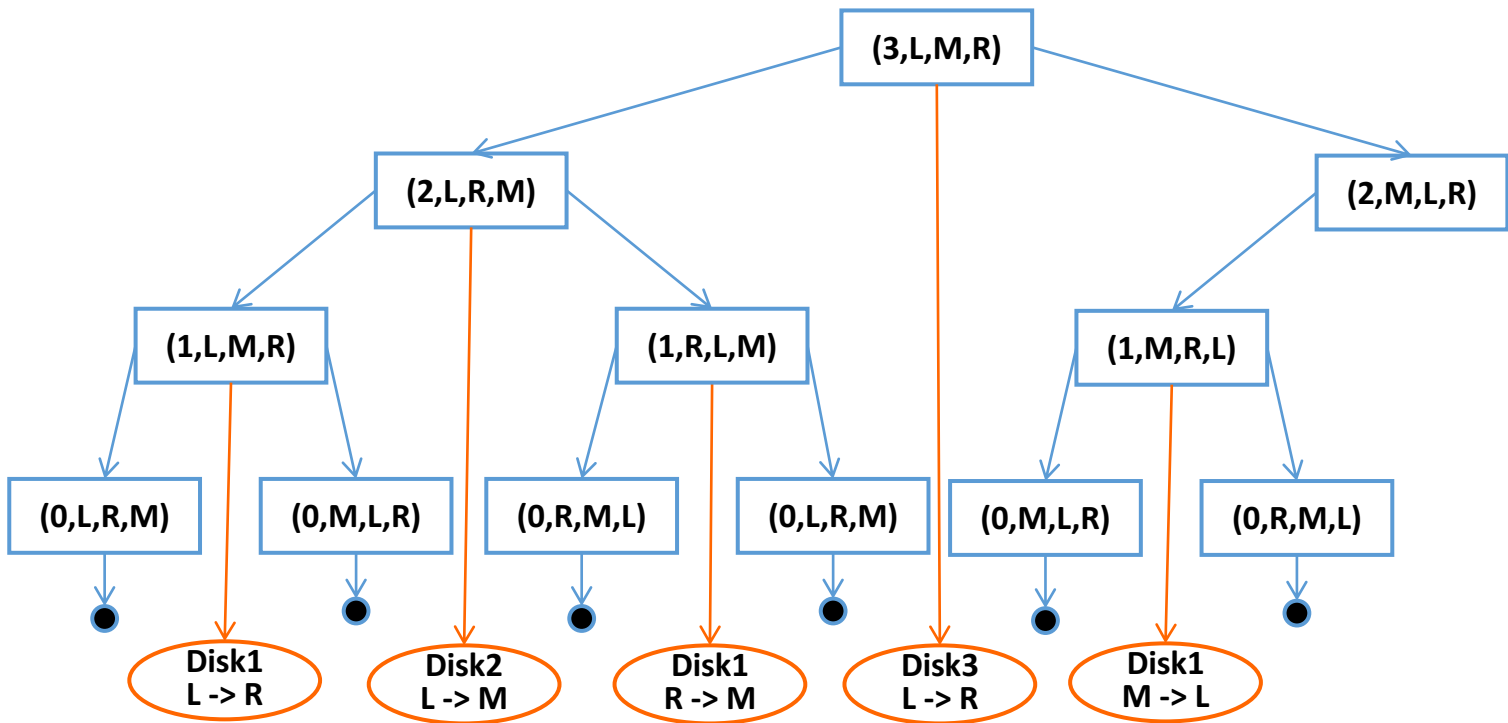 (3,L,M,R)
(2,L,R,M)
(2,M,L,R)
(1,L,M,R)
(1,R,L,M)
(1,M,R,L)
(0,L,R,M)
(0,M,L,R)
(0,R,M,L)
(0,L,R,M)
(0,M,L,R)
(0,R,M,L)
Disk1
L -> R
Disk2
L -> M
Disk1
R -> M
Disk3
L -> R
Disk1
M -> L